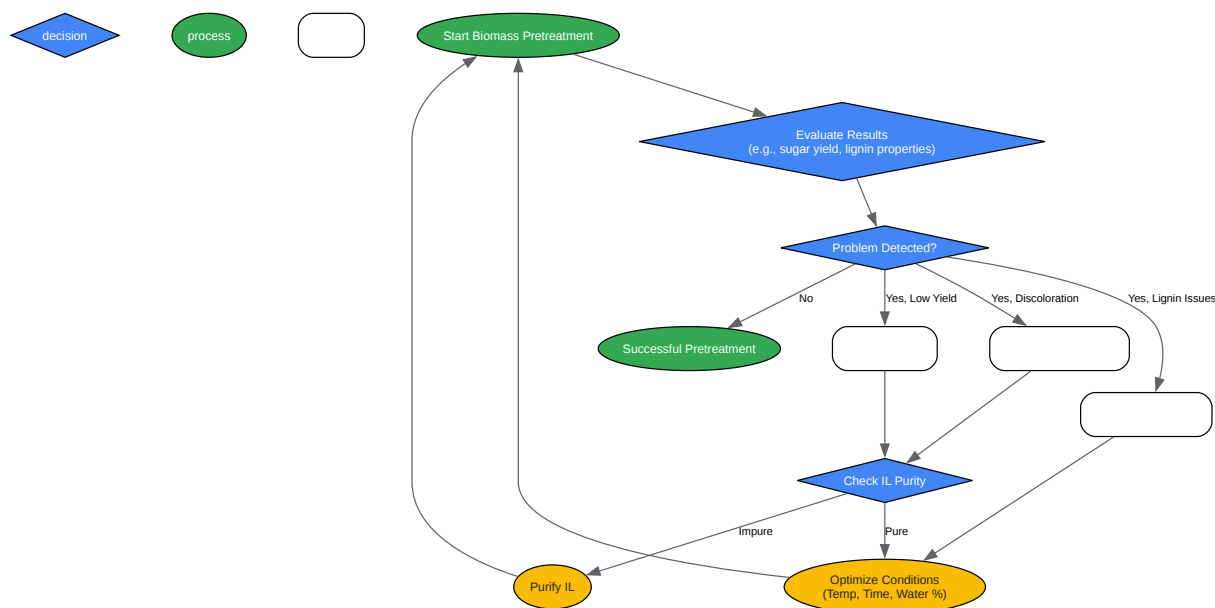 decision
process
Start Biomass Pretreatment
Evaluate Results
(e.g., sugar yield, lignin properties)
Problem Detected?
No
Yes, Low Yield
Yes, Discoloration
Yes, Lignin Issues
Successful Pretreatment
Check IL Purity
Impure
Pure
Purify IL
Optimize Conditions
(Temp, Time, Water %)